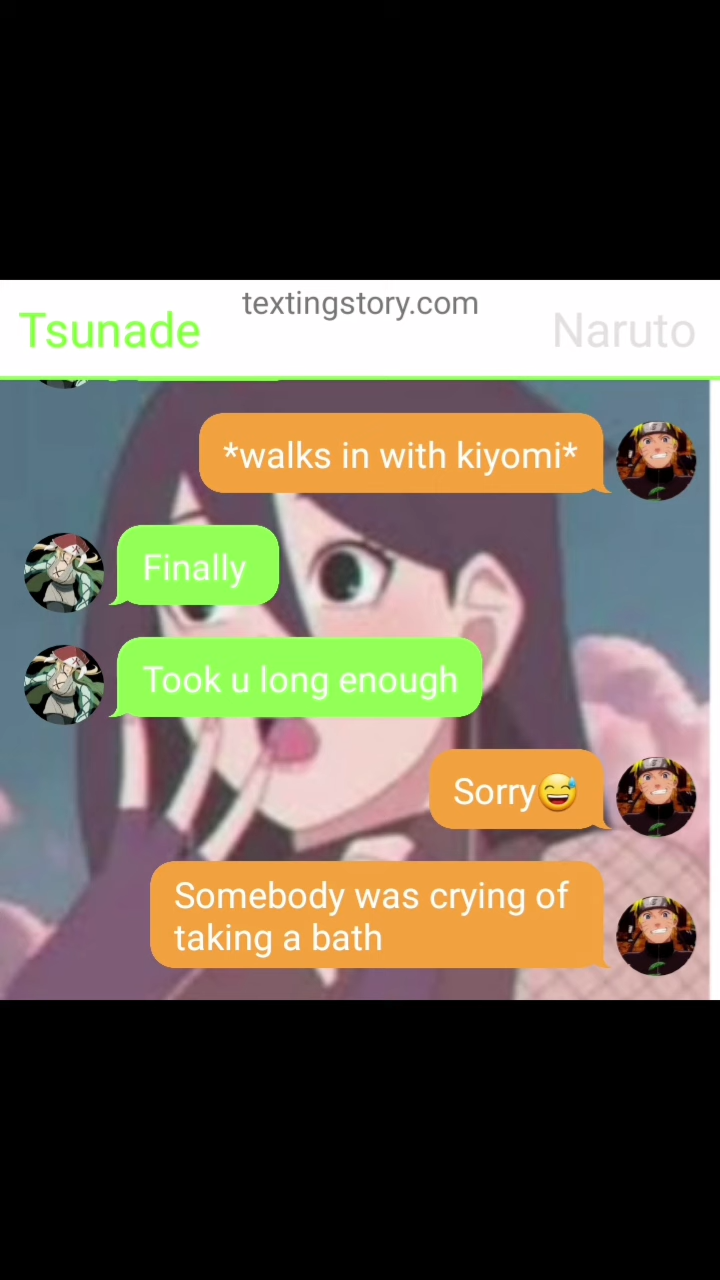 textingstory.com
Tsunade
Naruto
*walks in with kiyomi*
Finally
Took u long enough
Sorry😅
Somebody was crying of
taking a bath